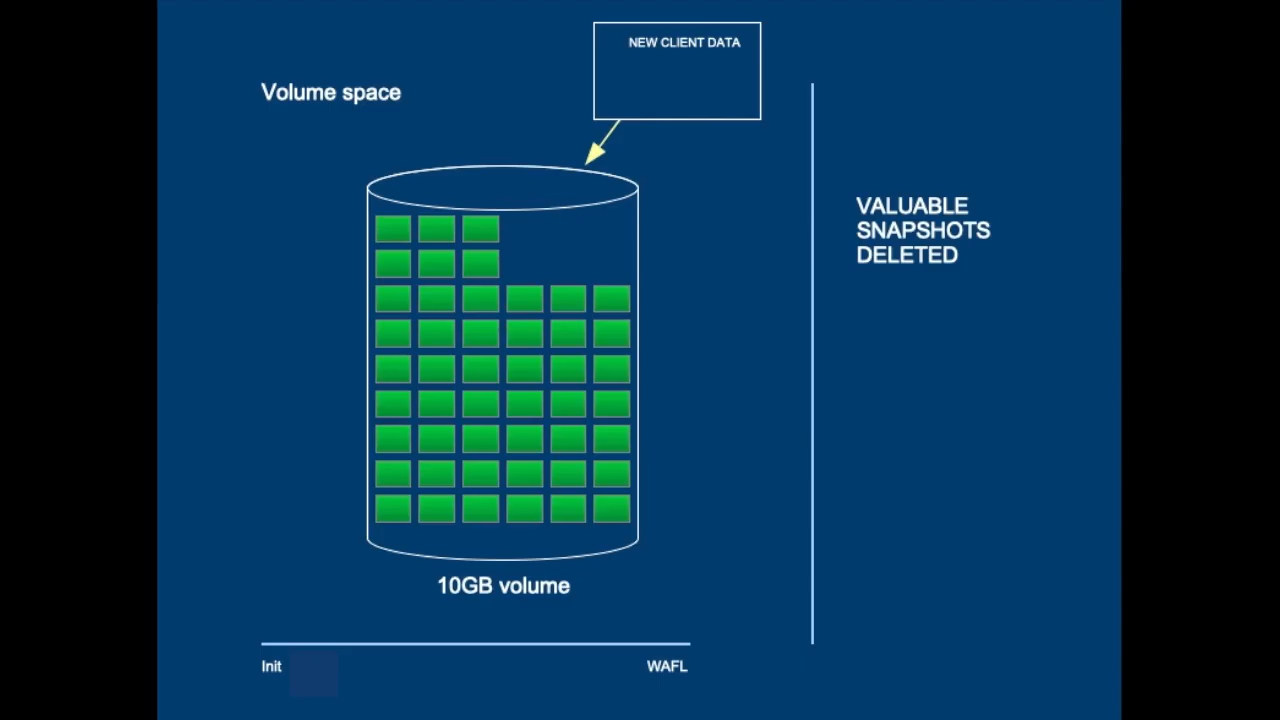 NEW CLIENT DATA
Volume space
VALUABLE
SNAPSHOTS
DELETED
10GB volume
Init
WAFL